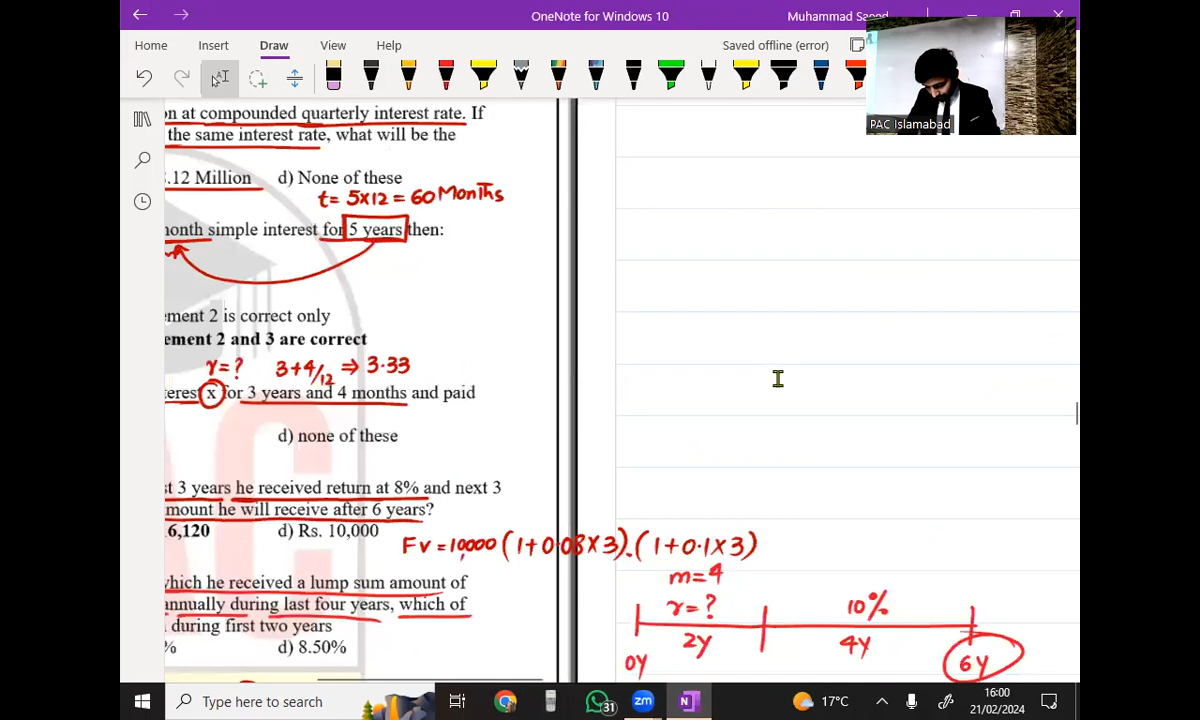 OneNote for Windows 10
Muhammad Saeed
Home Insert Draw View Help
Saved offline (error)
PAC Islamabad
on at compounded quarterly interest rate. If
the same interest rate, what will be the
.12 Million d) None of these
t= 5x12 = 60 Months
onth simple interest for 5 years then:
ement 2 is correct only
ement 2 and 3 are correct
r=? 3+4/12 ⇒ 3.33
erest x for 3 years and 4 months and paid
d) none of these
st 3 years he received return at 8% and next 3
mount he will receive after 6 years?
6,120 d) Rs. 10,000
FV = 10,000 (1+0.08x3).(1+0.1x3)
m=4
which he received a lump sum amount of
annually during last four years, which of
r=? 10%
during first two years
2Y 4Y
% d) 8.50%
0Y 6Y
Type here to search
31
zm
N
17°C
16:00
21/02/2024